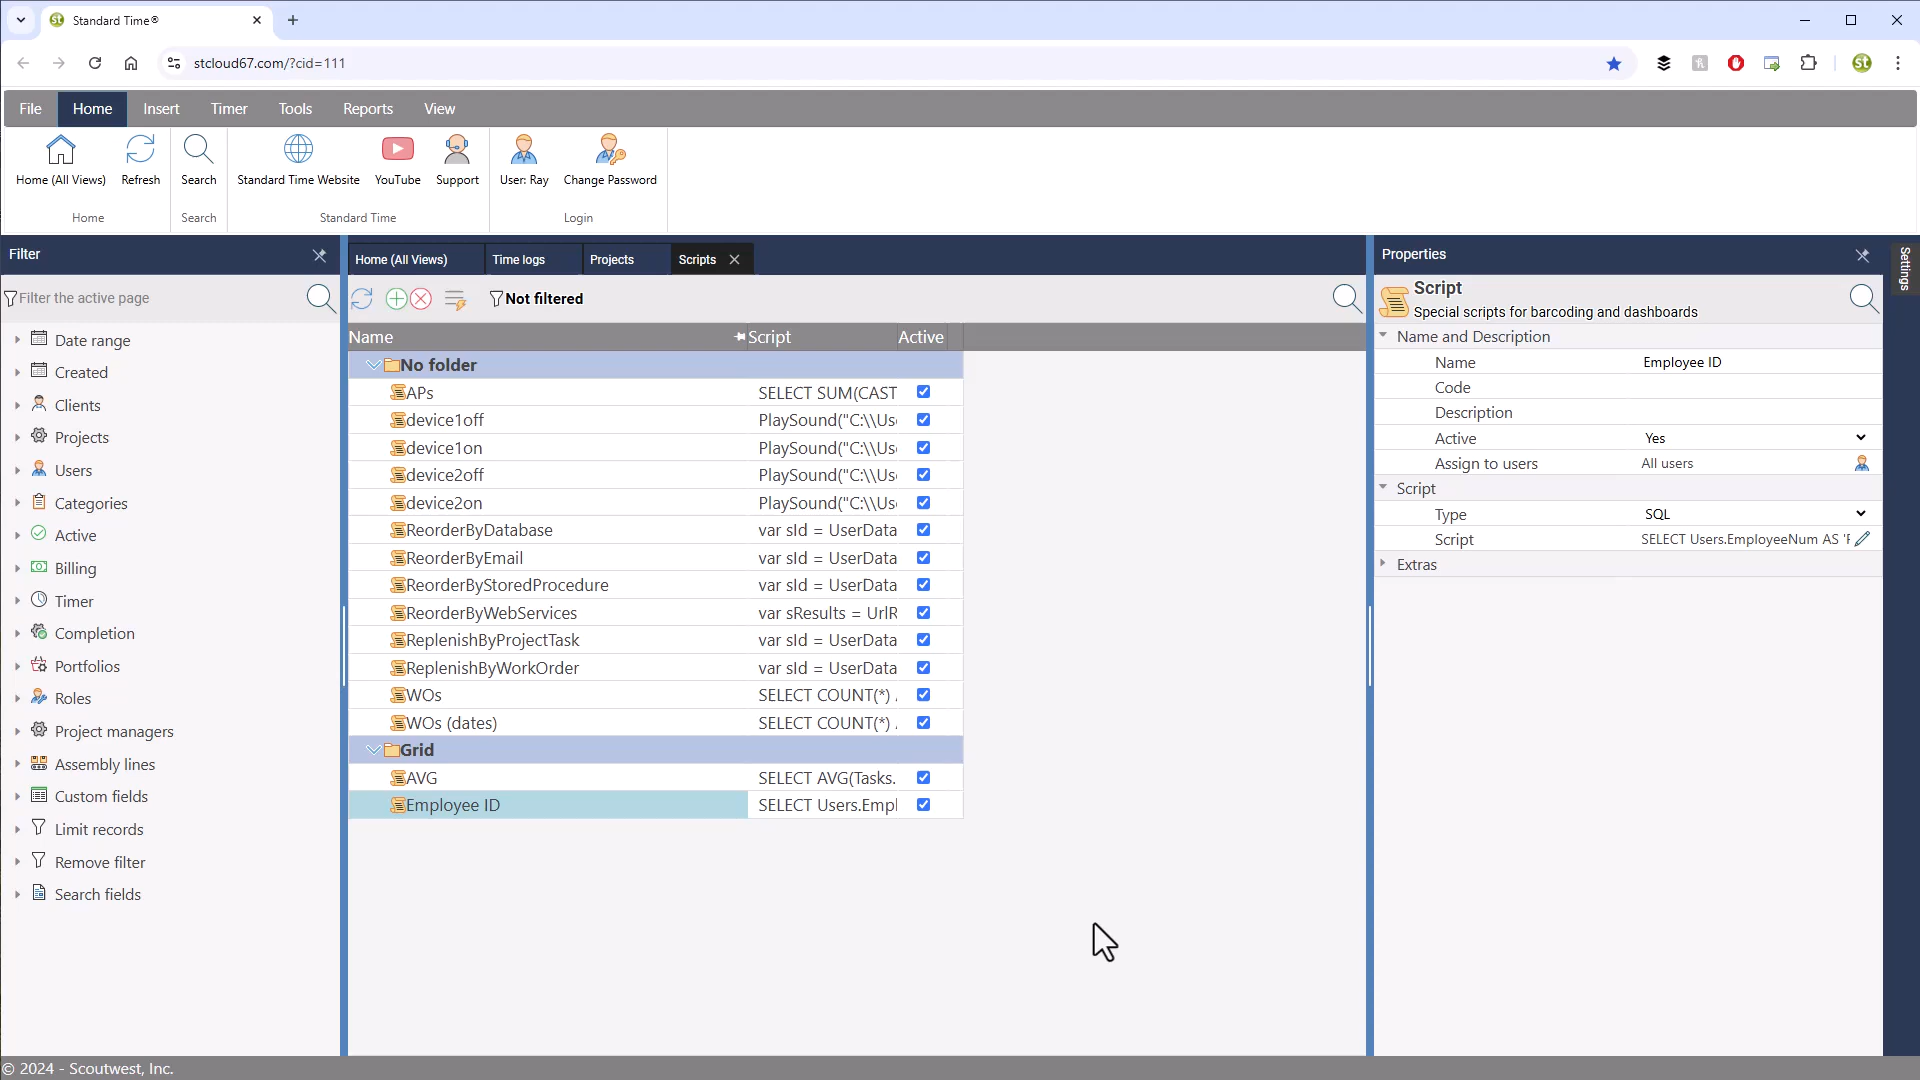 Standard Time®
stcloud67.com/?cid=111
File Home Insert Timer Tools Reports View
Home (All Views) Refresh Search Standard Time Website YouTube Support User: Ray Change Password
Home Search Standard Time Login
Filter
Filter the active page
Date range
Created
Clients
Projects
Users
Categories
Active
Billing
Timer
Completion
Portfolios
Roles
Project managers
Assembly lines
Custom fields
Limit records
Remove filter
Search fields
Home (All Views) Time logs Projects Scripts
Not filtered
Name Script Active
No folder
APs SELECT SUM(CAST
device1off PlaySound("C:\\Us
device1on PlaySound("C:\\Us
device2off PlaySound("C:\\Us
device2on PlaySound("C:\\Us
ReorderByDatabase var sId = UserData
ReorderByEmail var sId = UserData
ReorderByStoredProcedure var sId = UserData
ReorderByWebServices var sResults = UrlR
ReplenishByProjectTask var sId = UserData
ReplenishByWorkOrder var sId = UserData
WOs SELECT COUNT(*)
WOs (dates) SELECT COUNT(*)
Grid
AVG SELECT AVG(Tasks.
Employee ID SELECT Users.Empl
Properties
Script
Special scripts for barcoding and dashboards
Name and Description
Name Employee ID
Code
Description
Active Yes
Assign to users All users
Script
Type SQL
Script SELECT Users.EmployeeNum AS '
Extras
Settings
© 2024 - Scoutwest, Inc.